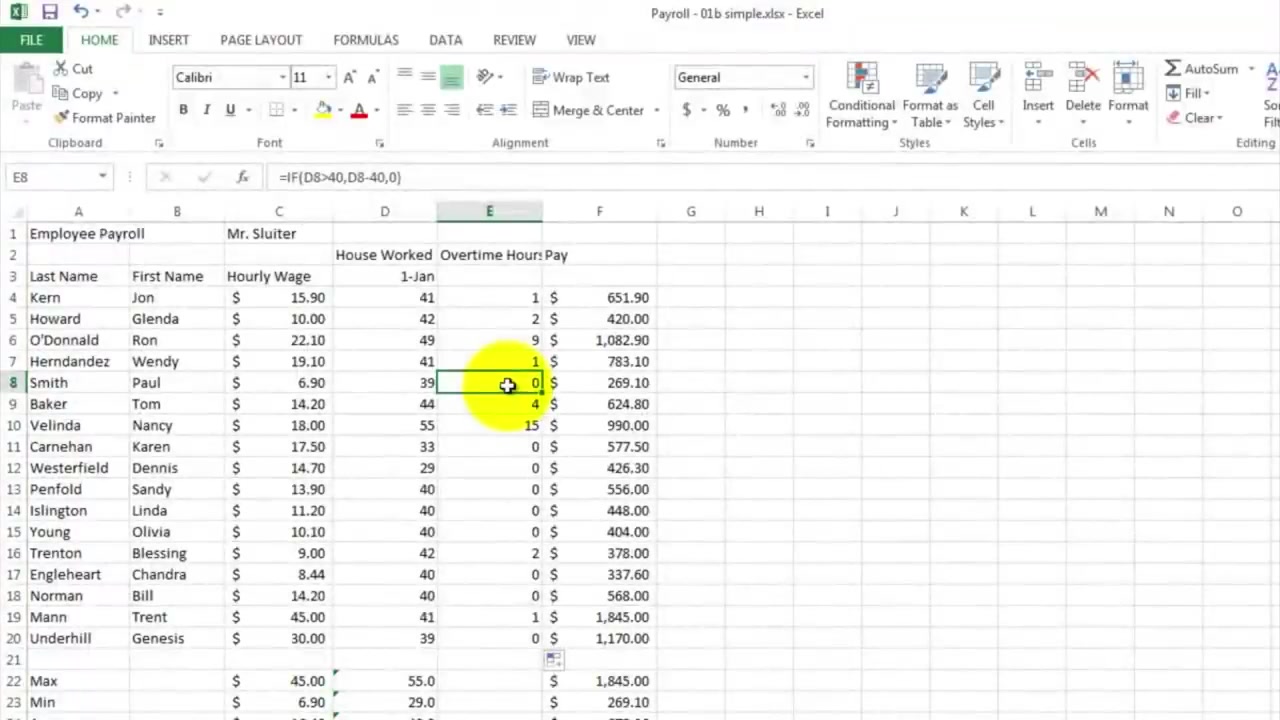 Payroll - 01b simple.xlsx - Excel
FILE HOME INSERT PAGE LAYOUT FORMULAS DATA REVIEW VIEW
Cut
Copy
Format Painter
Paste
Calibri 11
B I U
Wrap Text
Merge & Center
General
$ %
Conditional Formatting
Format as Table
Cell Styles
Insert Delete Format
AutoSum
Fill
Clear
Clipboard Font Alignment Number Styles Cells Editing
E8 fx =IF(D8>40,D8-40,0)
A B C D E F G H I J K L M N O
1 Employee Payroll Mr. Sluiter
2 House Worked Overtime Hours Pay
3 Last Name First Name Hourly Wage 1-Jan
4 Kern Jon $ 15.90 41 1 $ 651.90
5 Howard Glenda $ 10.00 42 2 $ 420.00
6 O'Donnald Ron $ 22.10 49 9 $ 1,082.90
7 Herndandez Wendy $ 19.10 41 1 $ 783.10
8 Smith Paul $ 6.90 39 0 $ 269.10
9 Baker Tom $ 14.20 44 4 $ 624.80
10 Velinda Nancy $ 18.00 55 15 $ 990.00
11 Carnehan Karen $ 17.50 33 0 $ 577.50
12 Westerfield Dennis $ 14.70 29 0 $ 426.30
13 Penfold Sandy $ 13.90 40 0 $ 556.00
14 Islington Linda $ 11.20 40 0 $ 448.00
15 Young Olivia $ 10.10 40 0 $ 404.00
16 Trenton Blessing $ 9.00 42 2 $ 378.00
17 Engleheart Chandra $ 8.44 40 0 $ 337.60
18 Norman Bill $ 14.20 40 0 $ 568.00
19 Mann Trent $ 45.00 41 1 $ 1,845.00
20 Underhill Genesis $ 30.00 39 0 $ 1,170.00
21
22 Max $ 45.00 55.0 $ 1,845.00
23 Min $ 6.90 29.0 $ 269.10